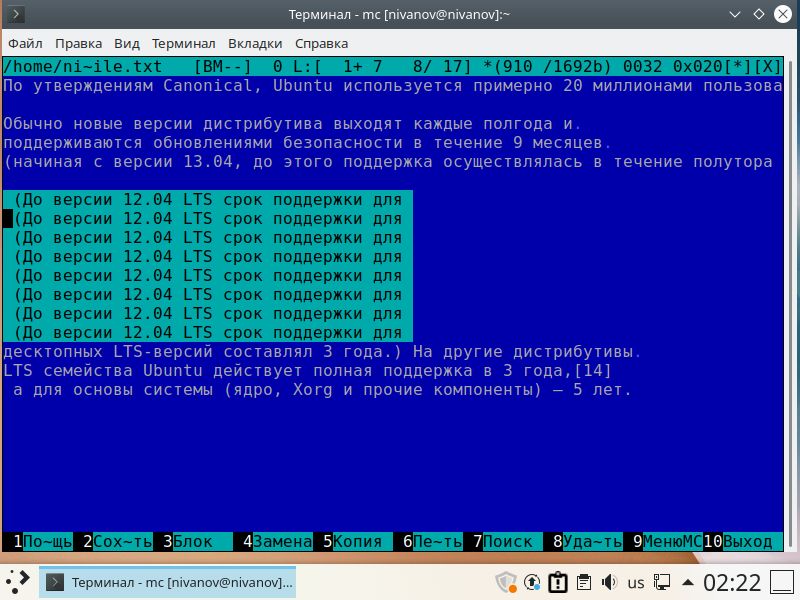 Терминал - mc [nivanov@nivanov]:~
Файл Правка Вид Терминал Вкладки Справка
/home/ni~ile.txt [BM--] 0 L:[ 1+ 7 8/ 17] *(910 /1692b) 0032 0x020[*][X]
По утверждениям Canonical, Ubuntu используется примерно 20 миллионами пользова
Обычно новые версии дистрибутива выходят каждые полгода и.
поддерживаются обновлениями безопасности в течение 9 месяцев.
(начиная с версии 13.04, до этого поддержка осуществлялась в течение полутора
(До версии 12.04 LTS срок поддержки для
(До версии 12.04 LTS срок поддержки для
(До версии 12.04 LTS срок поддержки для
(До версии 12.04 LTS срок поддержки для
(До версии 12.04 LTS срок поддержки для
(До версии 12.04 LTS срок поддержки для
(До версии 12.04 LTS срок поддержки для
(До версии 12.04 LTS срок поддержки для
десктопных LTS-версий составлял 3 года.) На другие дистрибутивы.
LTS семейства Ubuntu действует полная поддержка в 3 года,[14]
а для основы системы (ядро, Xorg и прочие компоненты) — 5 лет.
1По~щь 2Сох~ть 3Блок 4Замена 5Копия 6Пе~ть 7Поиск 8Уда~ть 9МенюMC 10Выход
Терминал - mc [nivanov@nivanov]... us 02:22